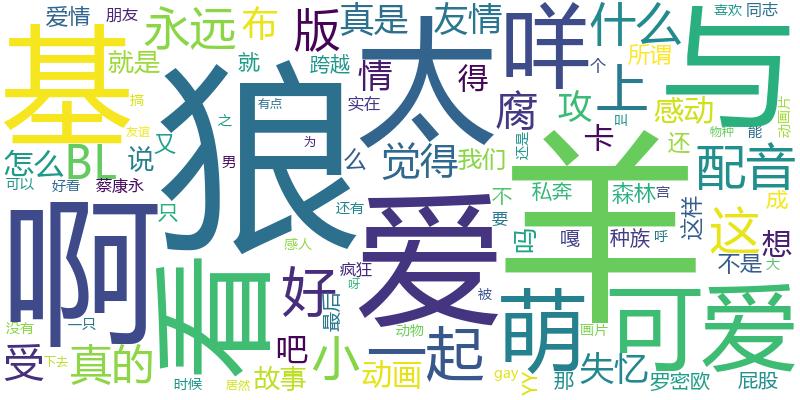 爱情
朋友
永远
布
版
真是
友情
太
咩
什么
与
喜欢
同志
基
就是
就
跨越
情
得
所谓
个
搞
狼
有点
实在
腐
攻
上
感动
动画片
友谊
之
卡
叫
物种
能
怎么
BL
说
又
男
为
么
觉得
我们
还是
还
配音
可以
好看
蔡康永
只
还有
不
要
私奔
森林
宫
这样
这
成
啊
看
感人
爱
羊
吗
嘎
种族
呼
想
好
疯狂
呀
被
萌
可爱
不是
大
没有
一只
最后
动物
画片
受
下去
真的
时候
居然
故事
吧
小
动画
一起
gay
YY
那
失忆
罗密欧
屁股